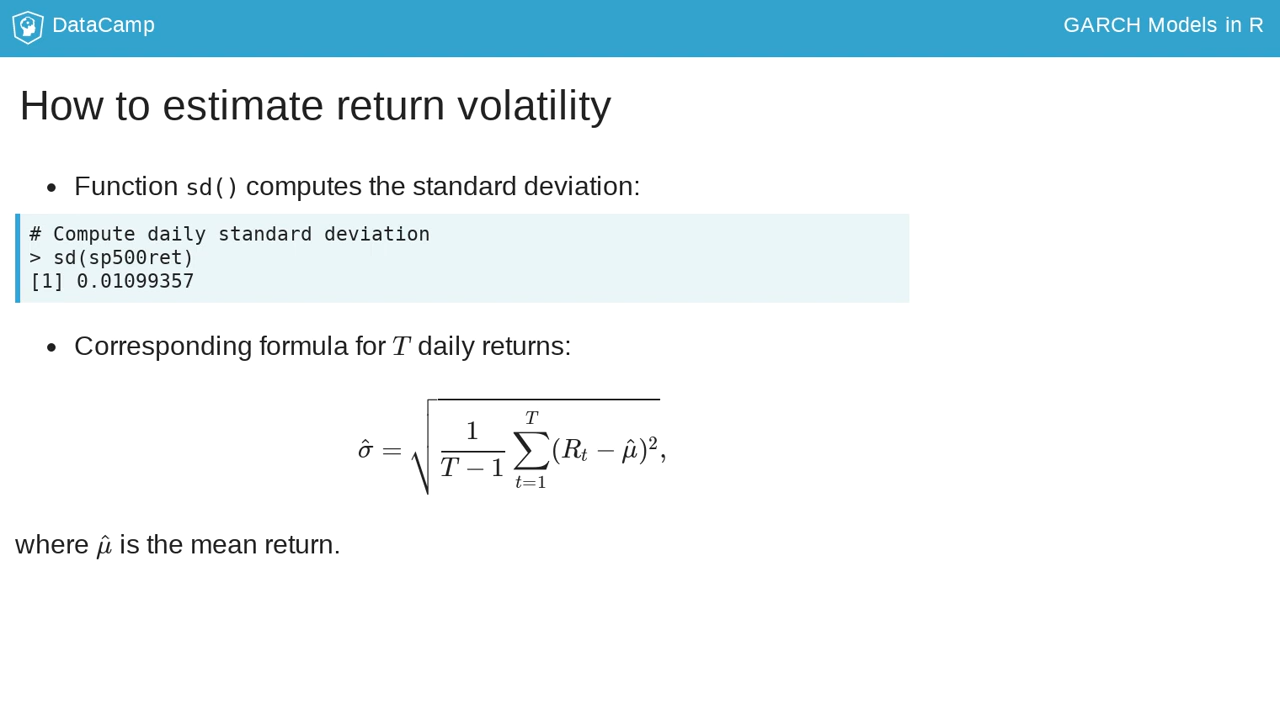 DataCamp
GARCH Models in R
How to estimate return volatility
• Function sd() computes the standard deviation:
# Compute daily standard deviation
> sd(sp500ret)
[1] 0.01099357
• Corresponding formula for T daily returns:
σ̂ = √(1/(T − 1) ∑_{t=1}^{T} (R_t − μ̂)²),
where μ̂ is the mean return.